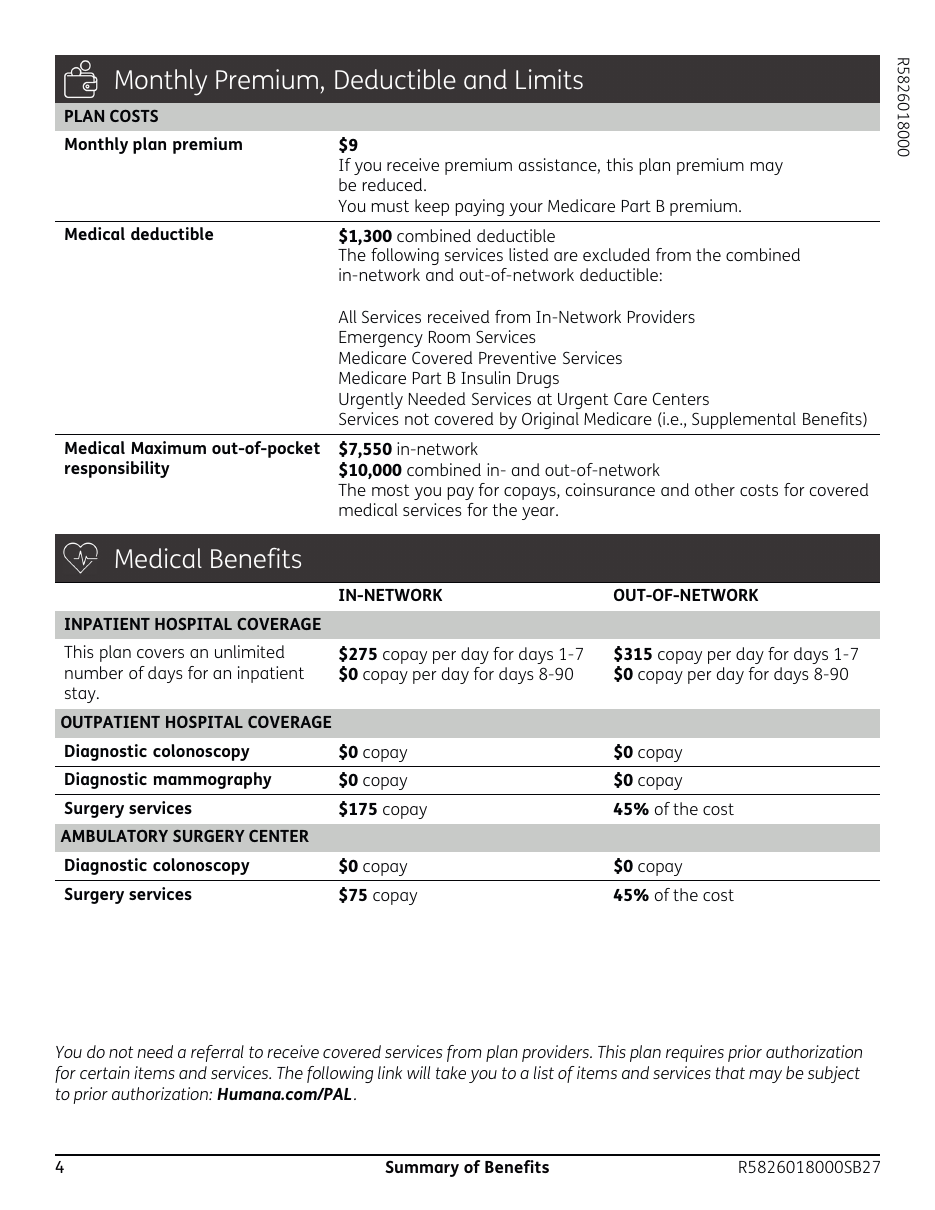 R5826018000
Monthly Premium, Deductible and Limits
PLAN COSTS
Monthly plan premium
$9
If you receive premium assistance, this plan premium may
be reduced.
You must keep paying your Medicare Part B premium.
Medical deductible
$1,300 combined deductible
The following services listed are excluded from the combined
in-network and out-of-network deductible:
All Services received from In-Network Providers
Emergency Room Services
Medicare Covered Preventive Services
Medicare Part B Insulin Drugs
Urgently Needed Services at Urgent Care Centers
Services not covered by Original Medicare (i.e., Supplemental Benefits)
Medical Maximum out-of-pocket
responsibility
$7,550 in-network
$10,000 combined in- and out-of-network
The most you pay for copays, coinsurance and other costs for covered
medical services for the year.
Medical Benefits
IN-NETWORK OUT-OF-NETWORK
INPATIENT HOSPITAL COVERAGE
This plan covers an unlimited
number of days for an inpatient
stay.
$275 copay per day for days 1-7
$0 copay per day for days 8-90
$315 copay per day for days 1-7
$0 copay per day for days 8-90
OUTPATIENT HOSPITAL COVERAGE
Diagnostic colonoscopy $0 copay $0 copay
Diagnostic mammography $0 copay $0 copay
Surgery services $175 copay 45% of the cost
AMBULATORY SURGERY CENTER
Diagnostic colonoscopy $0 copay $0 copay
Surgery services $75 copay 45% of the cost
You do not need a referral to receive covered services from plan providers. This plan requires prior authorization
for certain items and services. The following link will take you to a list of items and services that may be subject
to prior authorization: Humana.com/PAL.
4 Summary of Benefits R5826018000SB27